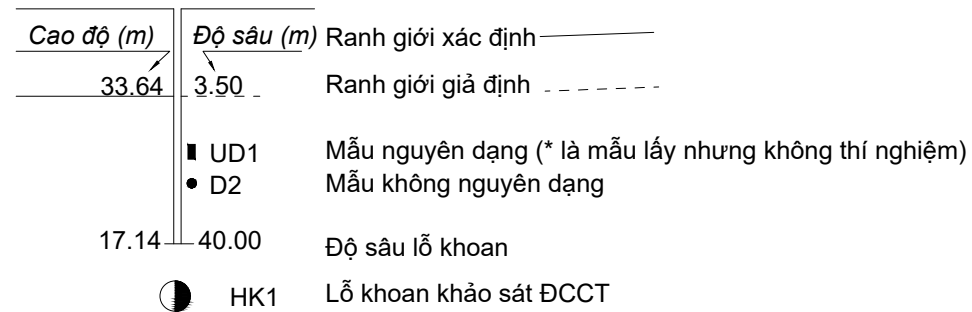 Cao độ (m) Độ sâu (m) Ranh giới xác định
33.64 3.50 Ranh giới giả định
UD1 Mẫu nguyên dạng (* là mẫu lấy nhưng không thí nghiệm)
D2 Mẫu không nguyên dạng
17.14 40.00 Độ sâu lỗ khoan
HK1 Lỗ khoan khảo sát ĐCCT